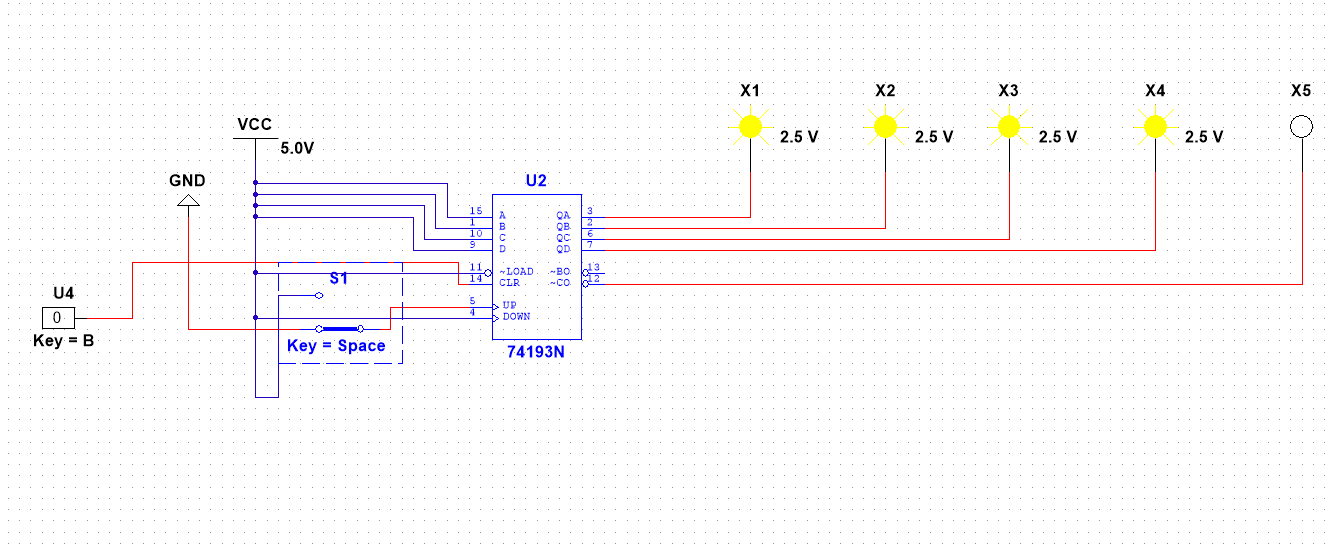 X1
X2
X3
X4
X5
2.5 V
2.5 V
2.5 V
2.5 V
VCC
5.0V
GND
U2
15
A
QA
3
1
B
QB
2
10
C
QC
6
9
D
QD
7
11
~LOAD
~BO
13
14
CLR
~CO
12
S1
U4
0
Key = B
5
UP
4
DOWN
Key = Space
74193N